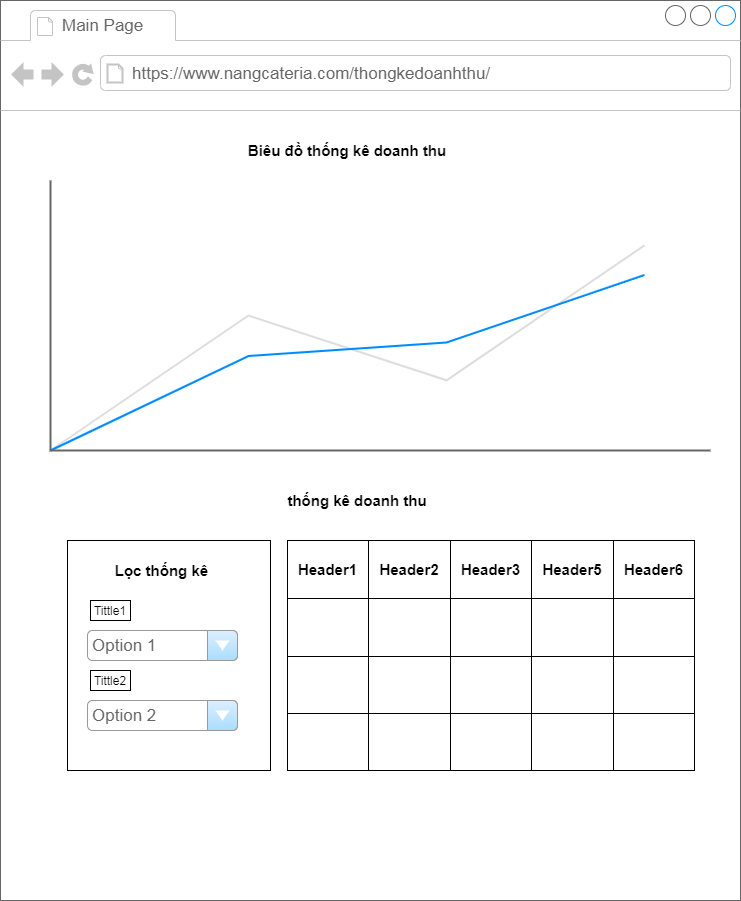 Main Page
https://www.nangcateria.com/thongkedoanhthu/
Biêu đồ thống kê doanh thu
thống kê doanh thu
Lọc thống kê
Tittle1
Option 1
Tittle2
Option 2
Header1 Header2 Header3 Header5 Header6